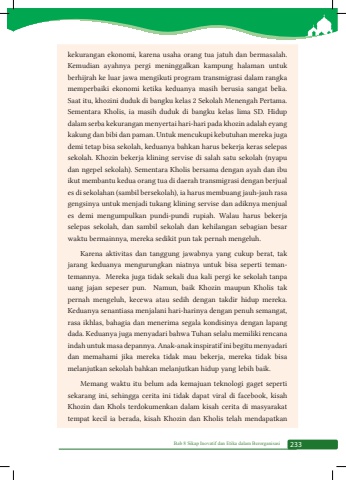 kekurangan ekonomi, karena usaha orang tua jatuh dan bermasalah.
Kemudian ayahnya pergi meninggalkan kampung halaman untuk
berhijrah ke luar jawa mengikuti program transmigrasi dalam rangka
memperbaiki ekonomi ketika keduanya masih berusia sangat belia.
Saat itu, khozini duduk di bangku kelas 2 Sekolah Menengah Pertama.
Sementara Kholis, ia masih duduk di bangku kelas lima SD. Hidup
dalam serba kekurangan menyertai hari-hari pada khozin adalah eyang
kakung dan bibi dan paman. Untuk mencukupi kebutuhan mereka juga
demi tetap bisa sekolah, keduanya bahkan harus bekerja keras selepas
sekolah. Khozin bekerja klining servise di salah satu sekolah (nyapu
dan ngepel sekolah). Sementara Kholis bersama dengan ayah dan ibu
ikut membantu kedua orang tua di daerah transmigrasi dengan berjual
es di sekolahan (sambil bersekolah), ia harus membuang jauh-jauh rasa
gengsinya untuk menjadi tukang klining servise dan adiknya menjual
es demi mengumpulkan pundi-pundi rupiah. Walau harus bekerja
selepas sekolah, dan sambil sekolah dan kehilangan sebagian besar
waktu bermainnya, mereka sedikit pun tak pernah mengeluh.
Karena aktivitas dan tanggung jawabnya yang cukup berat, tak
jarang keduanya mengurungkan niatnya untuk bisa seperti teman-
temannya. Mereka juga tidak sekali dua kali pergi ke sekolah tanpa
uang jajan sepeser pun. Namun, baik Khozin maupun Kholis tak
pernah mengeluh, kecewa atau sedih dengan takdir hidup mereka.
Keduanya senantiasa menjalani hari-harinya dengan penuh semangat,
rasa ikhlas, bahagia dan menerima segala kondisinya dengan lapang
dada. Keduanya juga menyadari bahwa Tuhan selalu memiliki rencana
indah untuk masa depannya. Anak-anak inspiratif ini begitu menyadari
dan memahami jika mereka tidak mau bekerja, mereka tidak bisa
melanjutkan sekolah bahkan melanjutkan hidup yang lebih baik.
Memang waktu itu belum ada kemajuan teknologi gaget seperti
sekarang ini, sehingga cerita ini tidak dapat viral di facebook, kisah
Khozin dan Khols terdokumenkan dalam kisah cerita di masyarakat
tempat kecil ia berada, kisah Khozin dan Kholis telah mendapatkan
Bab 8 Sikap Inovatif dan Etika dalam Berorganisasi 233